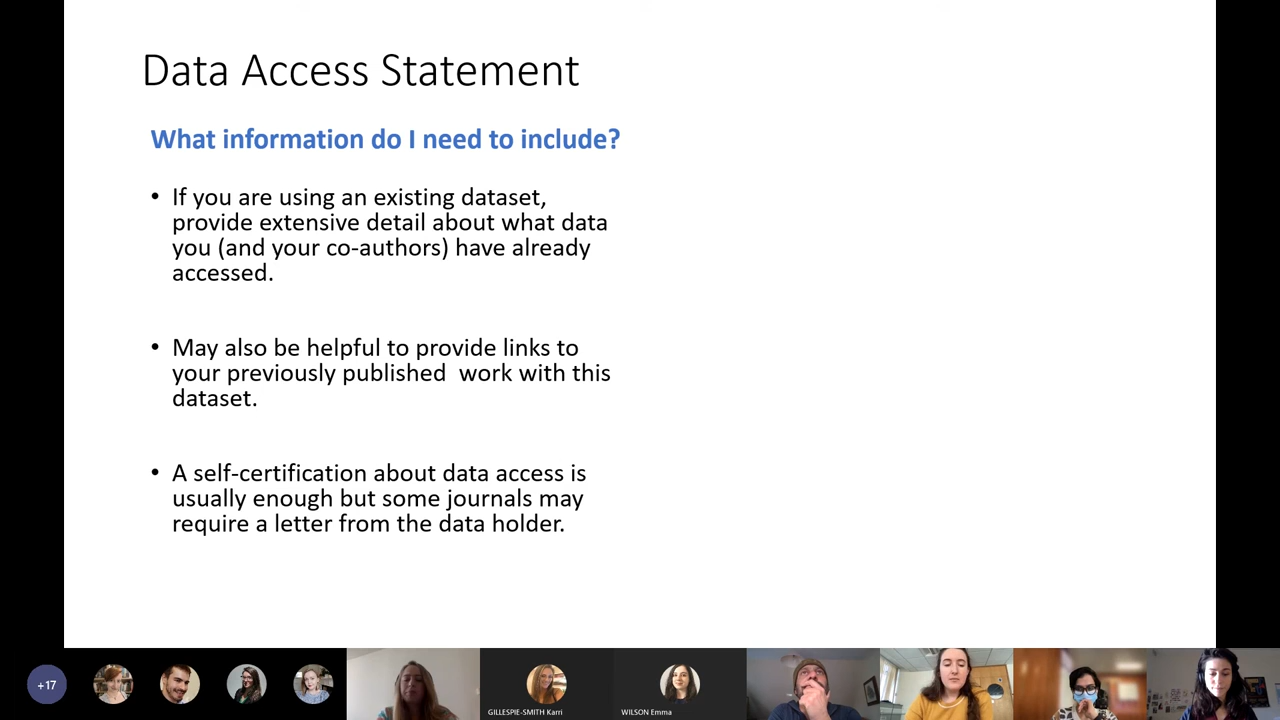 Data Access Statement
What information do I need to include?
• If you are using an existing dataset,
provide extensive detail about what data
you (and your co-authors) have already
accessed.
• May also be helpful to provide links to
your previously published  work with this
dataset.
• A self-certification about data access is
usually enough but some journals may
require a letter from the data holder.
+17
GILLESPIE-SMITH Karri
WILSON Emma